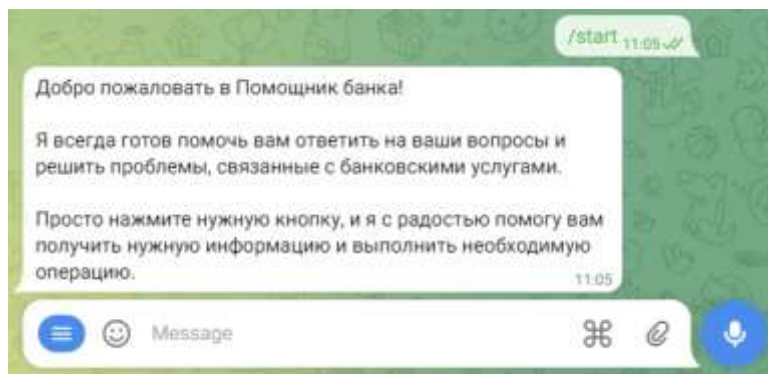 /start 11:05
Добро пожаловать в Помощник банка!
Я всегда готов помочь вам ответить на ваши вопросы и
решить проблемы, связанные с банковскими услугами.
Просто нажмите нужную кнопку, и я с радостью помогу вам
получить нужную информацию и выполнить необходимую
операцию.
11:05
Message